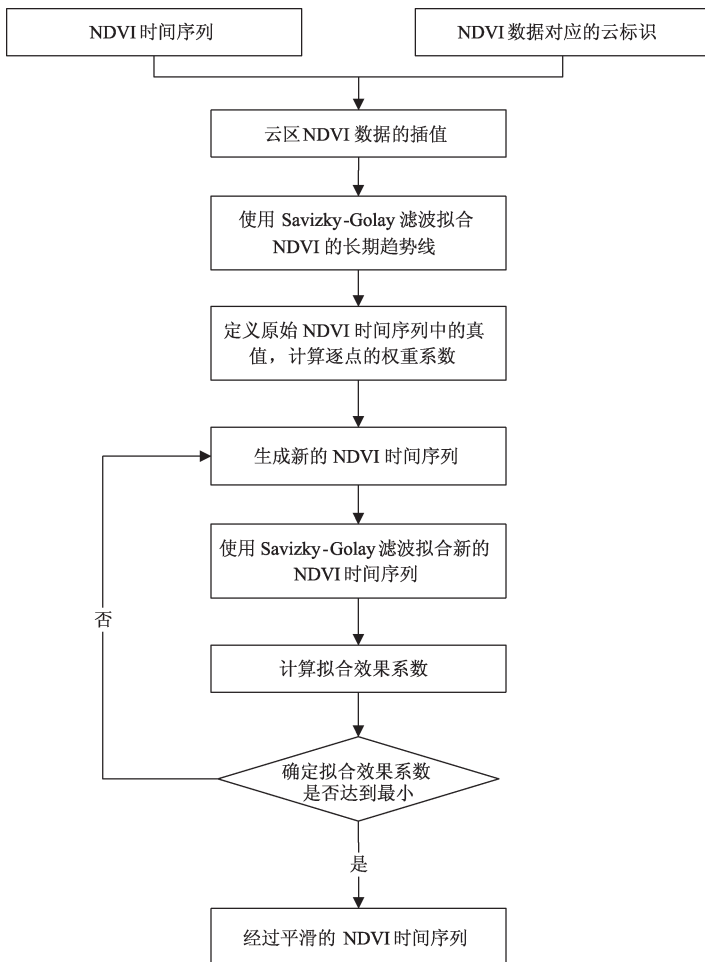 NDVI 时间序列
NDVI 数据对应的云标识
云区 NDVI 数据的插值
使用 Savizky-Golay 滤波拟合
NDVI 的长期趋势线
定义原始 NDVI 时间序列中的真
值，计算逐点的权重系数
生成新的 NDVI 时间序列
使用 Savizky-Golay 滤波拟合新的
NDVI 时间序列
否
计算拟合效果系数
确定拟合效果系数
是否达到最小
是
经过平滑的 NDVI 时间序列